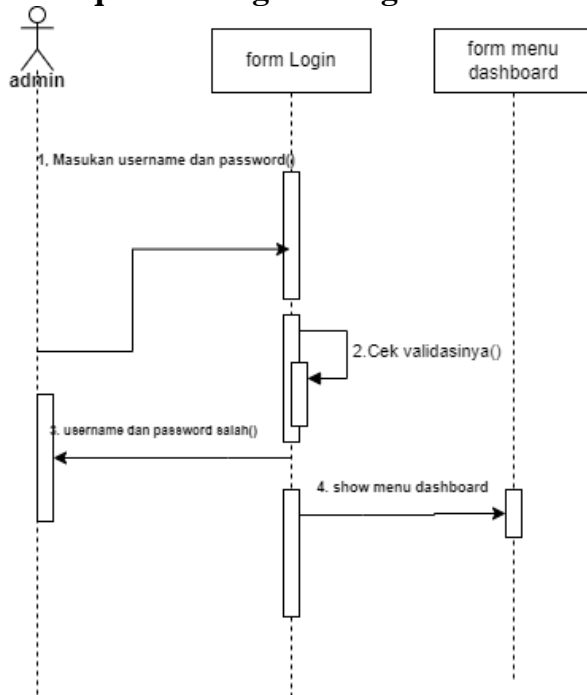 admin
form Login
form menu
dashboard
1, Masukan username dan password()
2.Cek validasinya()
3. username dan password salah()
4. show menu dashboard